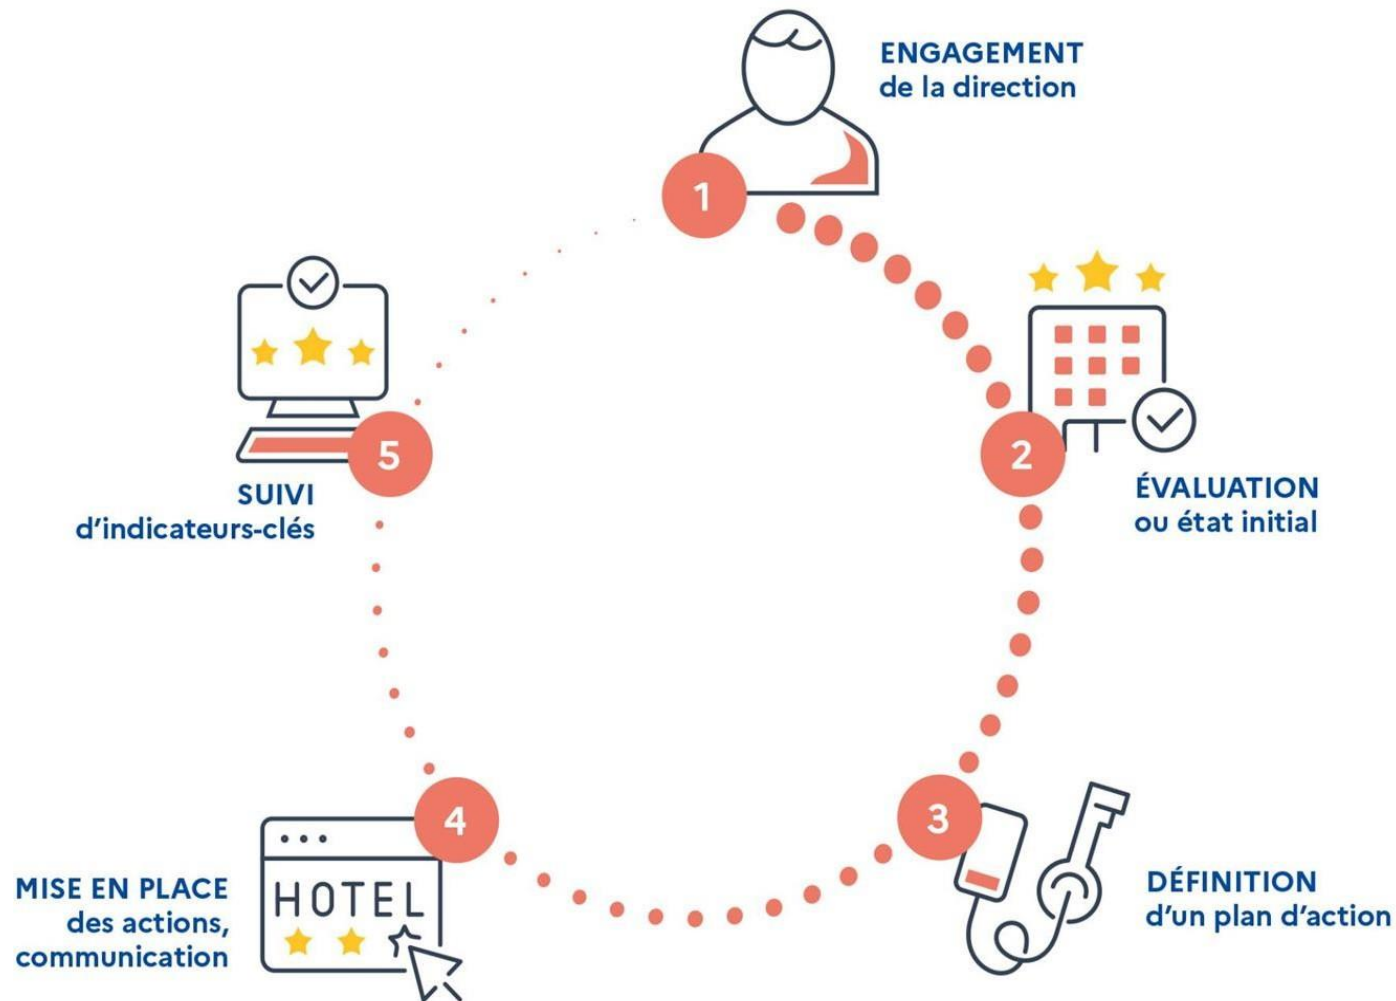 ENGAGEMENT
de la direction
1
2
ÉVALUATION
ou état initial
3
DÉFINITION
d'un plan d'action
4
HOTEL
MISE EN PLACE
des actions,
communication
5
SUIVI
d'indicateurs-clés